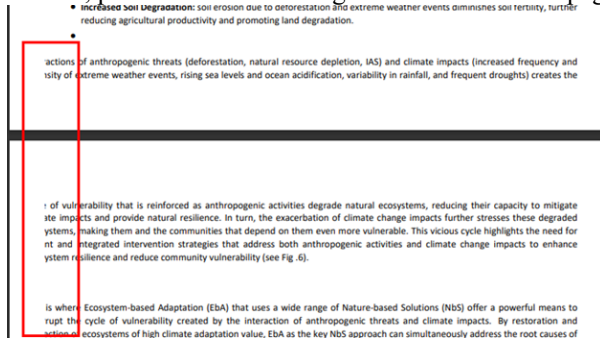 • Increased Soil Degradation: soil erosion due to deforestation and extreme weather events diminishes soil fertility, further
reducing agricultural productivity and promoting land degradation.
•
actions of anthropogenic threats (deforestation, natural resource depletion, IAS) and climate impacts (increased frequency and
nsity of extreme weather events, rising sea levels and ocean acidification, variability in rainfall, and frequent droughts) creates the
of vulnerability that is reinforced as anthropogenic activities degrade natural ecosystems, reducing their capacity to mitigate
ate impacts and provide natural resilience. In turn, the exacerbation of climate change impacts further stresses these degraded
ystems, making them and the communities that depend on them even more vulnerable. This vicious cycle highlights the need for
nt and integrated intervention strategies that address both anthropogenic activities and climate change impacts to enhance
ystem resilience and reduce community vulnerability (see Fig .6).
is where Ecosystem-based Adaptation (EbA) that uses a wide range of Nature-based Solutions (NbS) offer a powerful means to
rupt the cycle of vulnerability created by the interaction of anthropogenic threats and climate impacts. By restoration and
action of ecosystems of high climate adaptation value, EbA as the key NbS approach can simultaneously address the root causes of